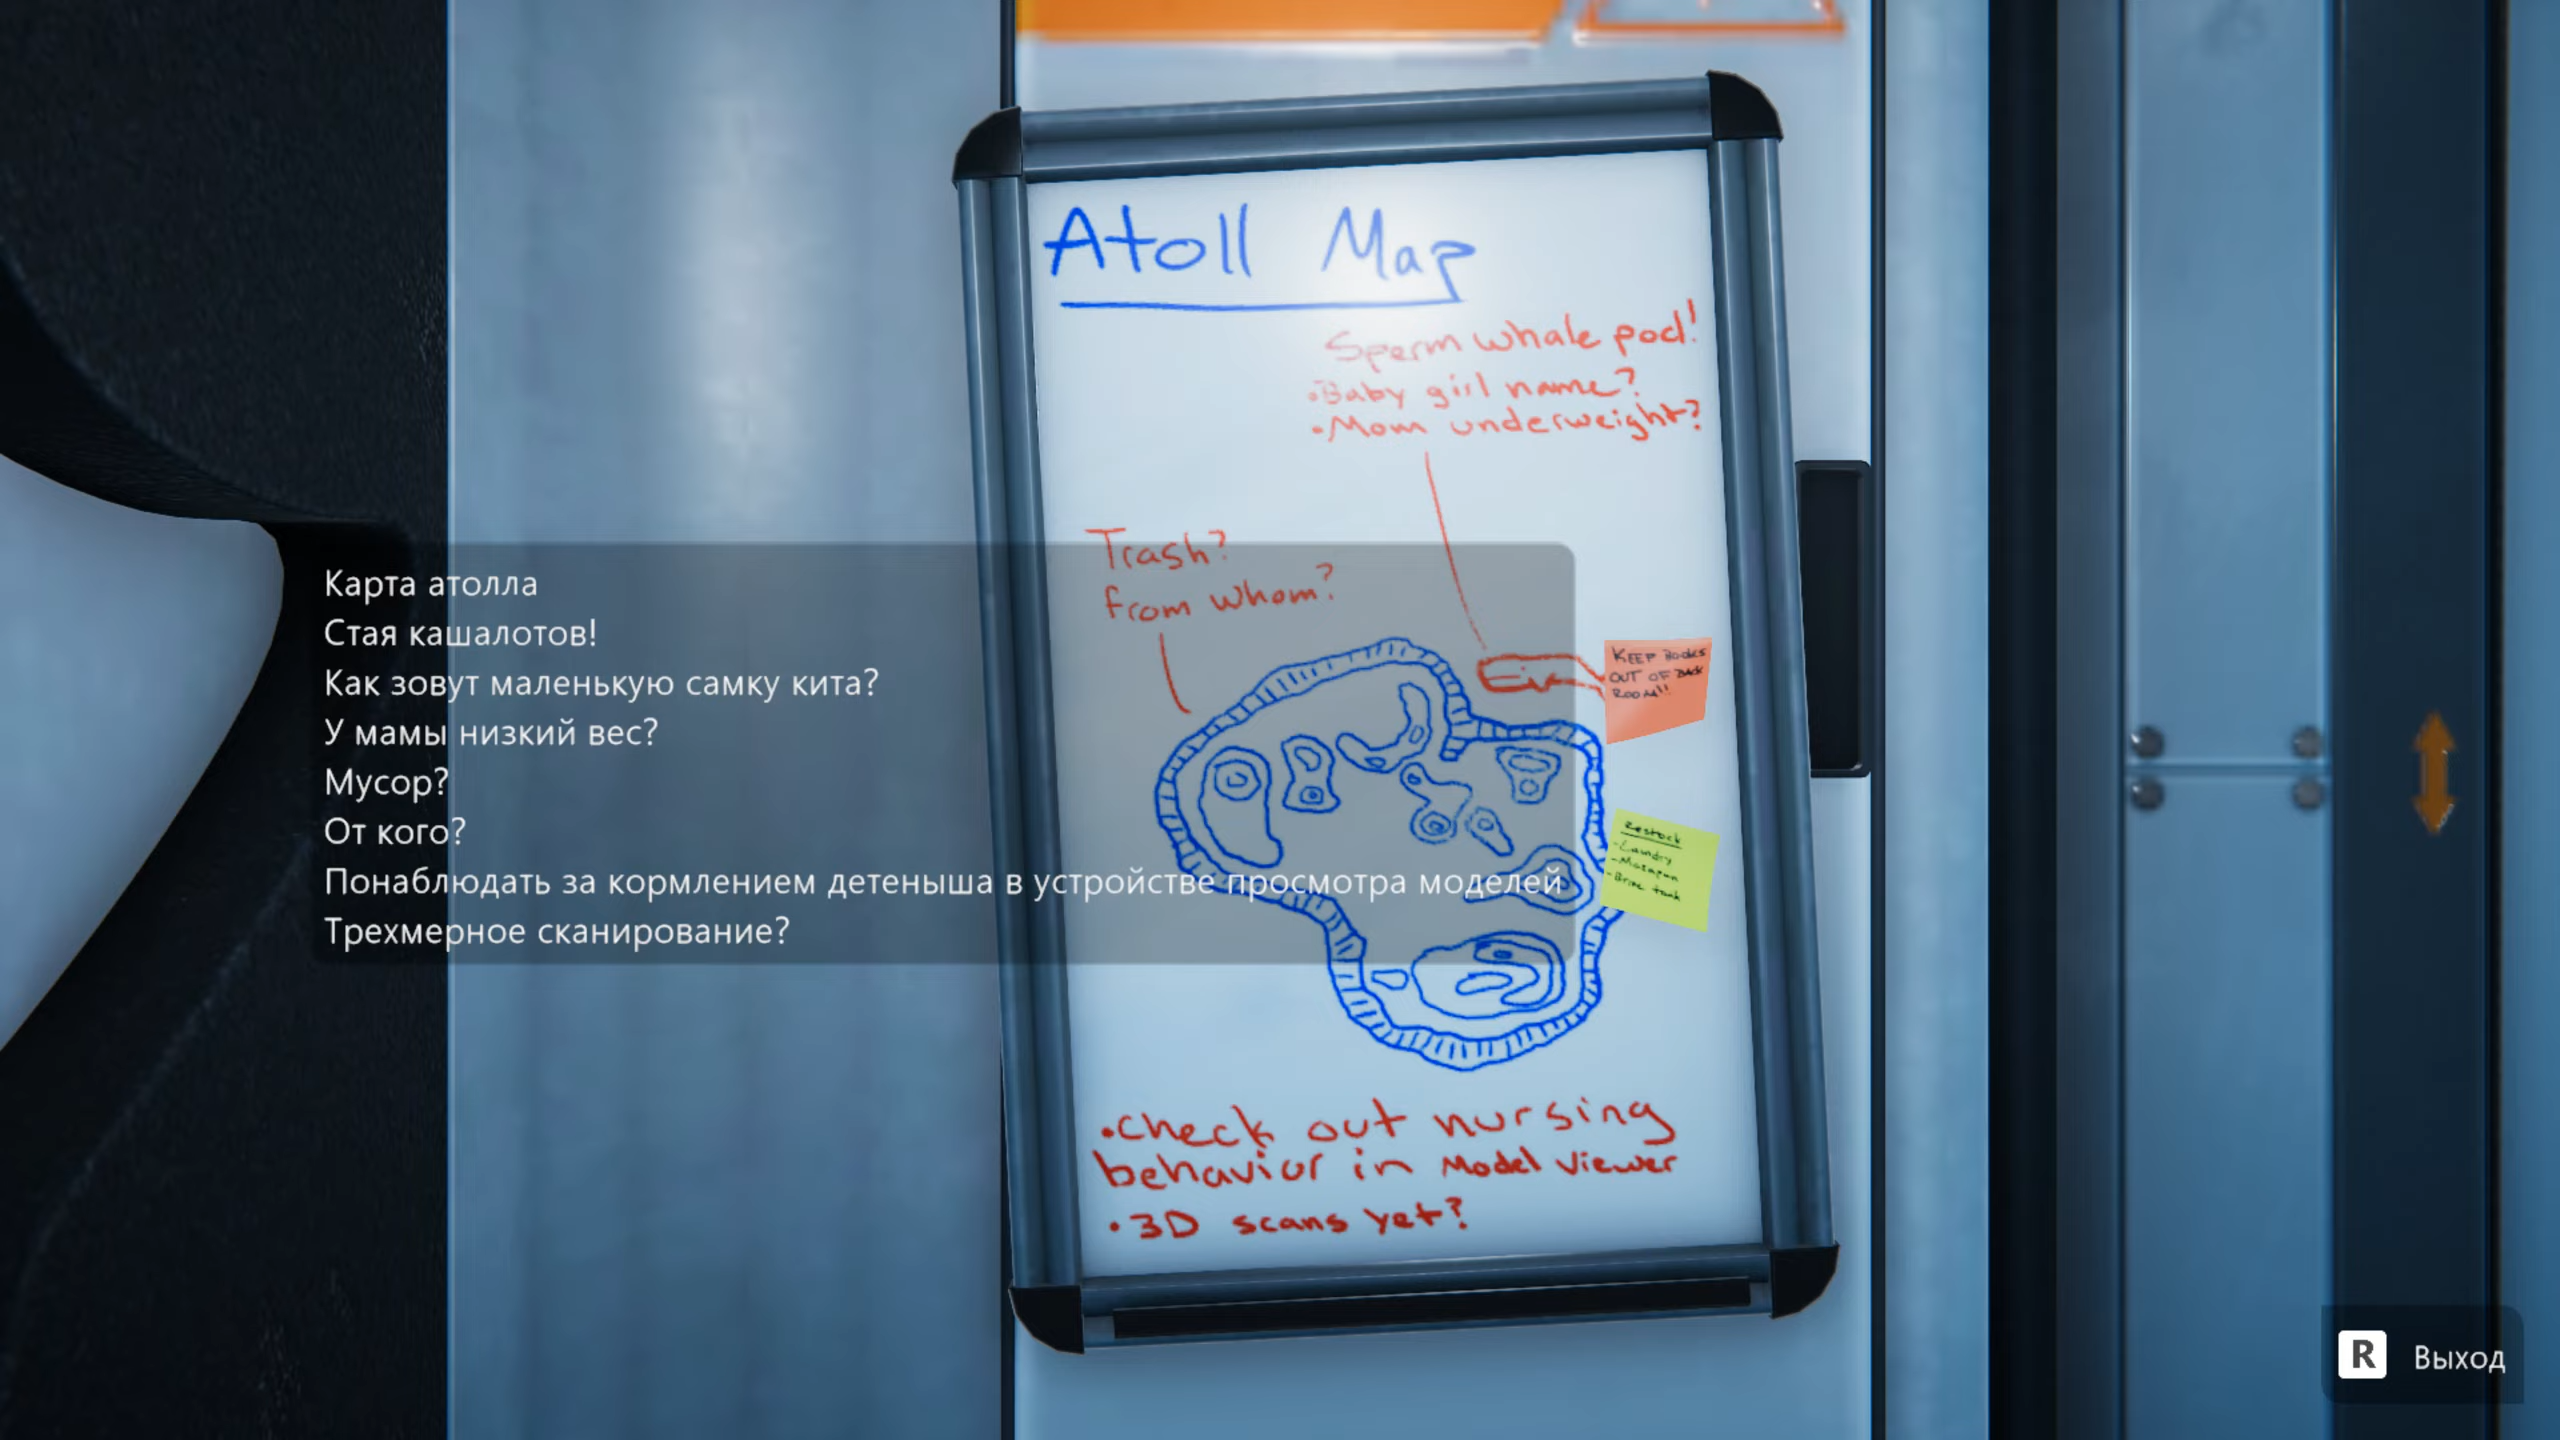 Atoll Map
Sperm whale pod!
•Baby girl name?
•Mom underweight?
Trash?
from whom?
KEEP BOOKS
OUT OF BACK
ROOM!!
Restock
-Laundry
-Marzipan
-Brine tank
•Check out nursing
behavior in Model Viewer
•3D scans yet?
Карта атолла
Стая кашалотов!
Как зовут маленькую самку кита?
У мамы низкий вес?
Мусор?
От кого?
Понаблюдать за кормлением детеныша в устройстве просмотра моделей
Трехмерное сканирование?
R Выход